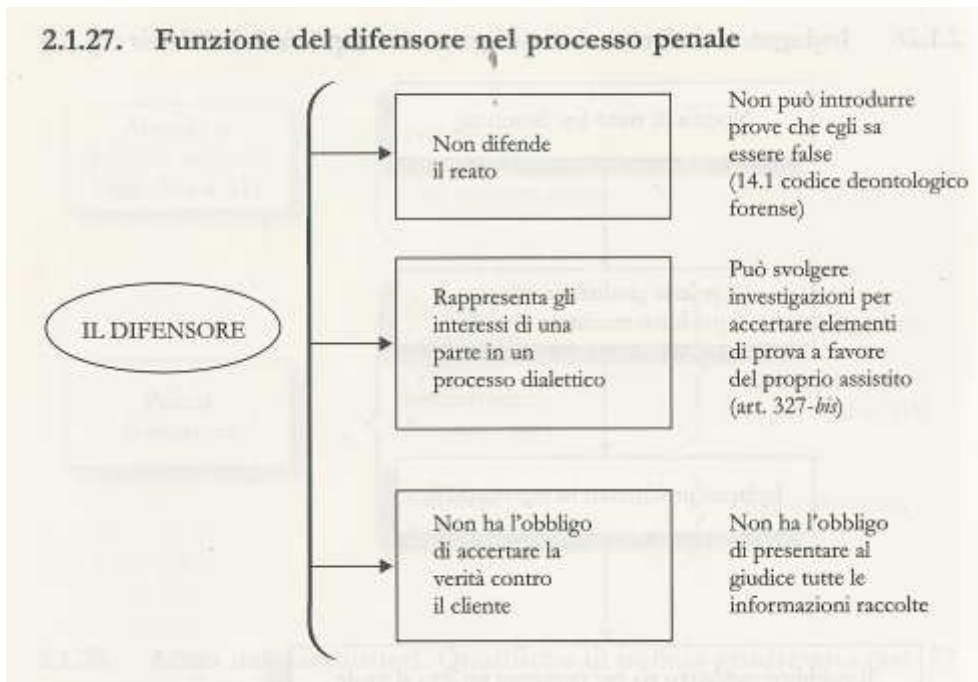 2.1.27. Funzione del difensore nel processo penale
IL DIFENSORE
Non difende
il reato
Non può introdurre
prove che egli sa
essere false
(14.1 codice deontologico
forense)
Rappresenta gli
interessi di una
parte in un
processo dialettico
Può svolgere
investigazioni per
accertare elementi
di prova a favore
del proprio assistito
(art. 327-bis)
Non ha l'obbligo
di accertare la
verità contro
il cliente
Non ha l'obbligo
di presentare al
giudice tutte le
informazioni raccolte